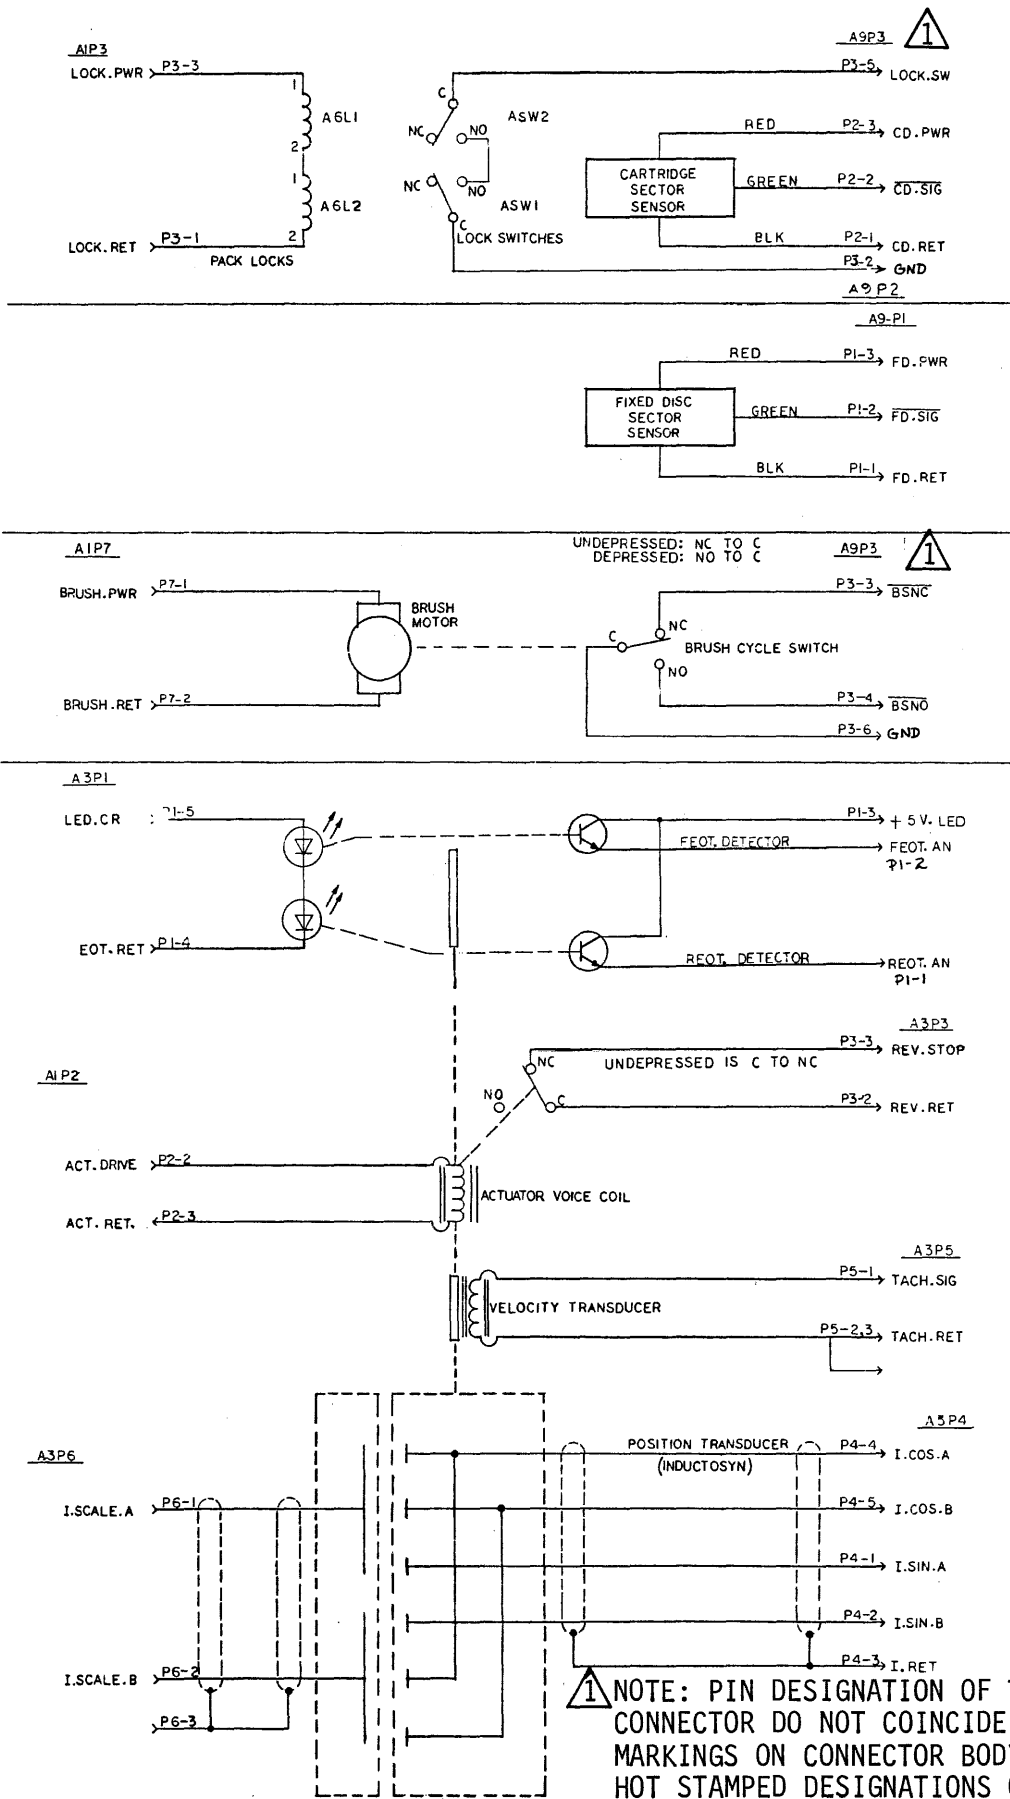 A1P3
A9P3
1
LOCK.PWR P3-3
P3-5 LOCK.SW
1
A6L1
2
C
NC
NO
ASW2
RED P2-3 CD.PWR
1
A6L2
2
NC
NO
ASW1
C
CARTRIDGE
SECTOR
SENSOR
GREEN P2-2 CD.SIG
LOCK.RET P3-1
PACK LOCKS
LOCK SWITCHES
BLK P2-1 CD.RET
P3-2 GND
A9P2
A9-P1
RED P1-3 FD.PWR
FIXED DISC
SECTOR
SENSOR
GREEN P1-2 FD.SIG
BLK P1-1 FD.RET
A1P7
UNDEPRESSED: NC TO C
DEPRESSED: NO TO C
A9P3
1
BRUSH.PWR P7-1
BRUSH
MOTOR
P3-3 BSNC
C
NC
BRUSH CYCLE SWITCH
NO
BRUSH.RET P7-2
P3-4 BSNO
P3-6 GND
A3P1
LED.CR P1-5
P1-3 + 5V. LED
FEOT. DETECTOR FEOT. AN
P1-2
EOT.RET P1-4
REOT. DETECTOR REOT. AN
P1-1
A3P3
P3-3 REV.STOP
NC
UNDEPRESSED IS C TO NC
A1P2
NO
C
P3-2 REV.RET
ACT.DRIVE P2-2
ACTUATOR VOICE COIL
ACT. RET. P2-3
A3P5
P5-1 TACH.SIG
VELOCITY TRANSDUCER
P5-2,3 TACH.RET
A3P4
A3P6
POSITION TRANSDUCER
(INDUCTOSYN)
P4-4 I.COS.A
I.SCALE.A P6-1
P4-5 I.COS.B
P4-1 I.SIN.A
P4-2 I.SIN.B
P4-3 I.RET
I.SCALE.B P6-2
P6-3
1 NOTE: PIN DESIGNATION OF
CONNECTOR DO NOT COINCIDE
MARKINGS ON CONNECTOR BOD
HOT STAMPED DESIGNATIONS